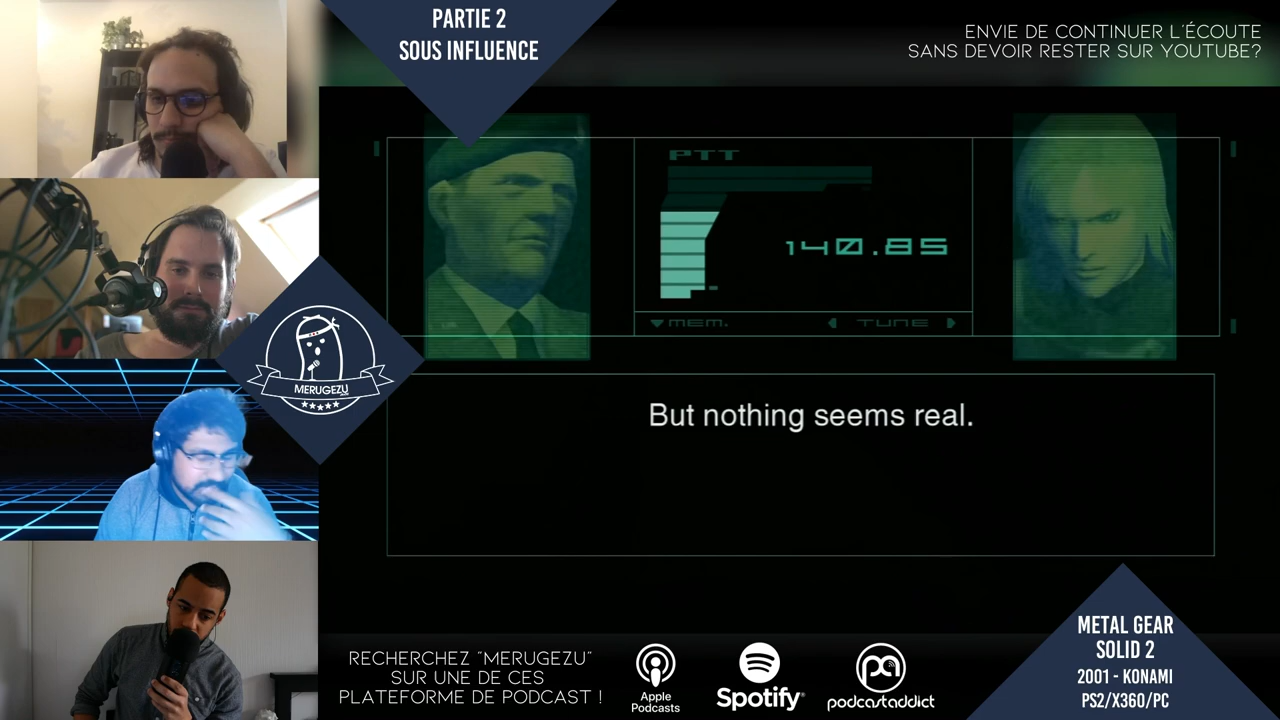 PARTIE 2
SOUS INFLUENCE
ENVIE DE CONTINUER L'ÉCOUTE
SANS DEVOIR RESTER SUR YOUTUBE?
PTT
140.85
MEM.
TUNE
MERUGEZU
But nothing seems real.
METAL GEAR
SOLID 2
2001 - KONAMI
PS2/X360/PC
RECHERCHEZ "MERUGEZU"
SUR UNE DE CES
PLATEFORME DE PODCAST !
Apple
Podcasts
Spotify
podcastaddict